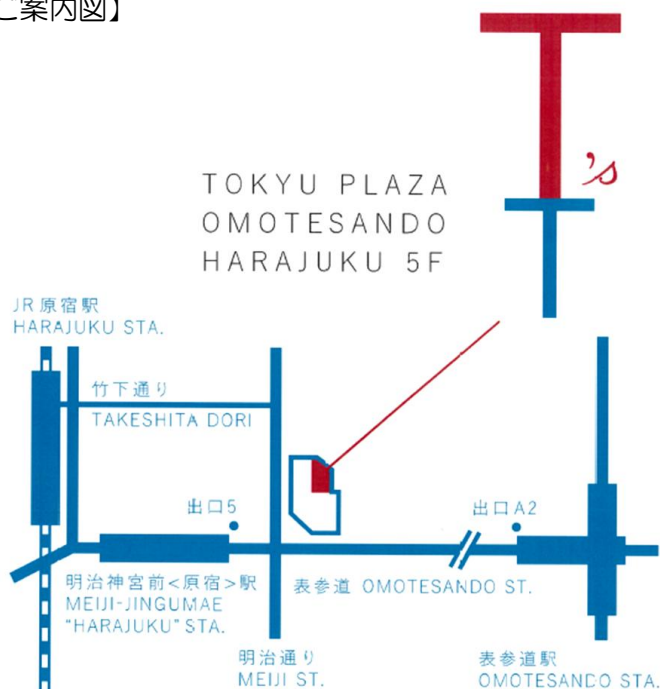 ご案内図】
T's
TOKYU PLAZA
OMOTESANDO
HARAJUKU 5F
JR原宿駅
HARAJUKU STA.
竹下通り
TAKESHITA DORI
出口5
出口A2
明治神宮前<原宿>駅
MEIJI-JINGUMAE
"HARAJUKU" STA.
表参道 OMOTESANDO ST.
明治通り
MEIJI ST.
表参道駅
OMOTESANDO STA.